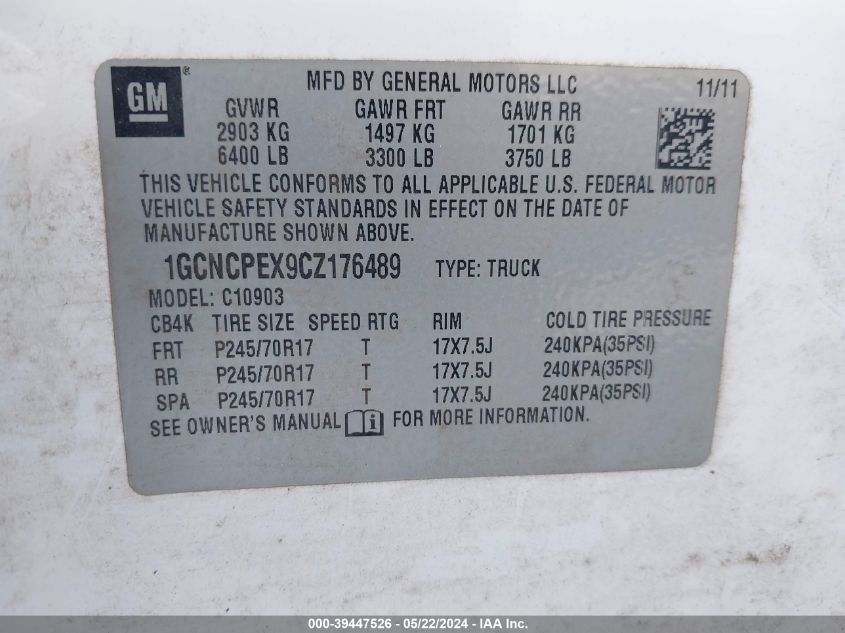 GM ®
MFD BY GENERAL MOTORS LLC 11/11
GVWR GAWR FRT GAWR RR
2903 KG 1497 KG 1701 KG
6400 LB 3300 LB 3750 LB
THIS VEHICLE CONFORMS TO ALL APPLICABLE U.S. FEDERAL MOTOR
VEHICLE SAFETY STANDARDS IN EFFECT ON THE DATE OF
MANUFACTURE SHOWN ABOVE.
1GCNCPEX9CZ176489 TYPE: TRUCK
MODEL: C10903
CB4K TIRE SIZE SPEED RTG RIM COLD TIRE PRESSURE
FRT P245/70R17 T 17X7.5J 240KPA(35PSI)
RR P245/70R17 T 17X7.5J 240KPA(35PSI)
SPA P245/70R17 T 17X7.5J 240KPA(35PSI)
SEE OWNER'S MANUAL i FOR MORE INFORMATION.
000-39447526 - 05/22/2024 - IAA Inc.